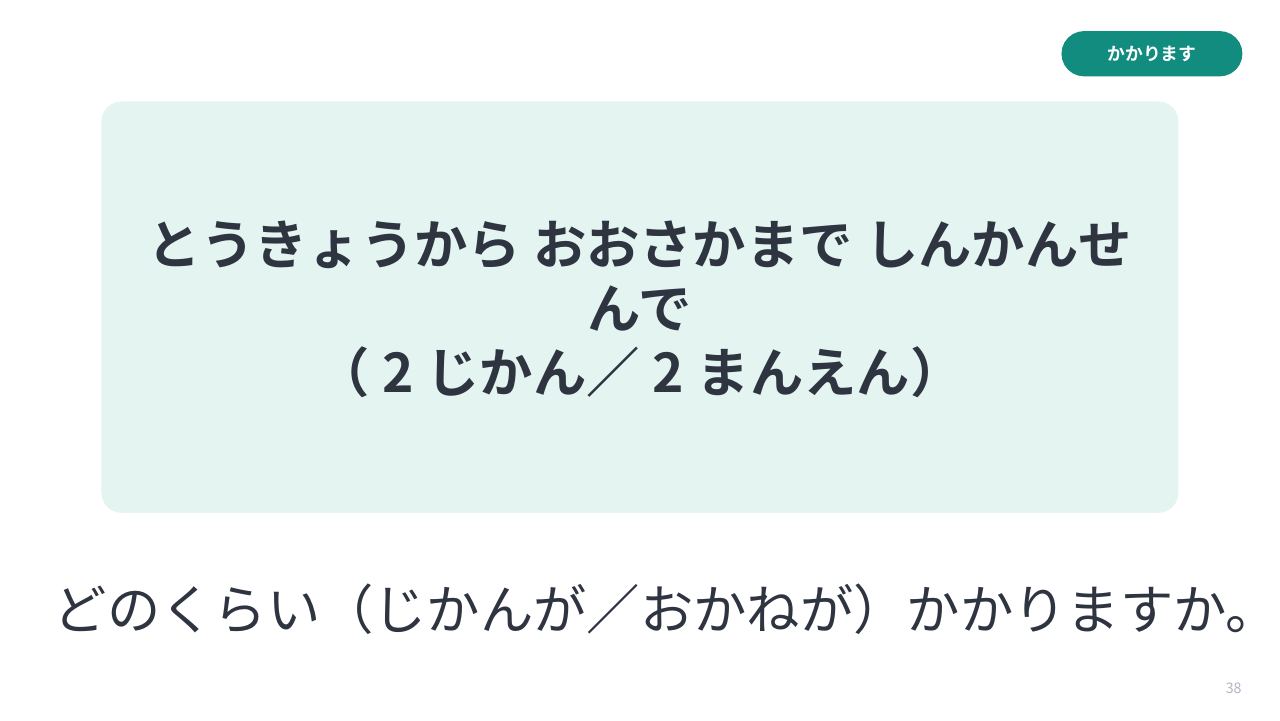 かかります
とうきょうから おおさかまで しんかんせ
んで
（ 2 じかん／ 2 まんえん）
どのくらい（じかんが／おかねが）かかりますか。
38